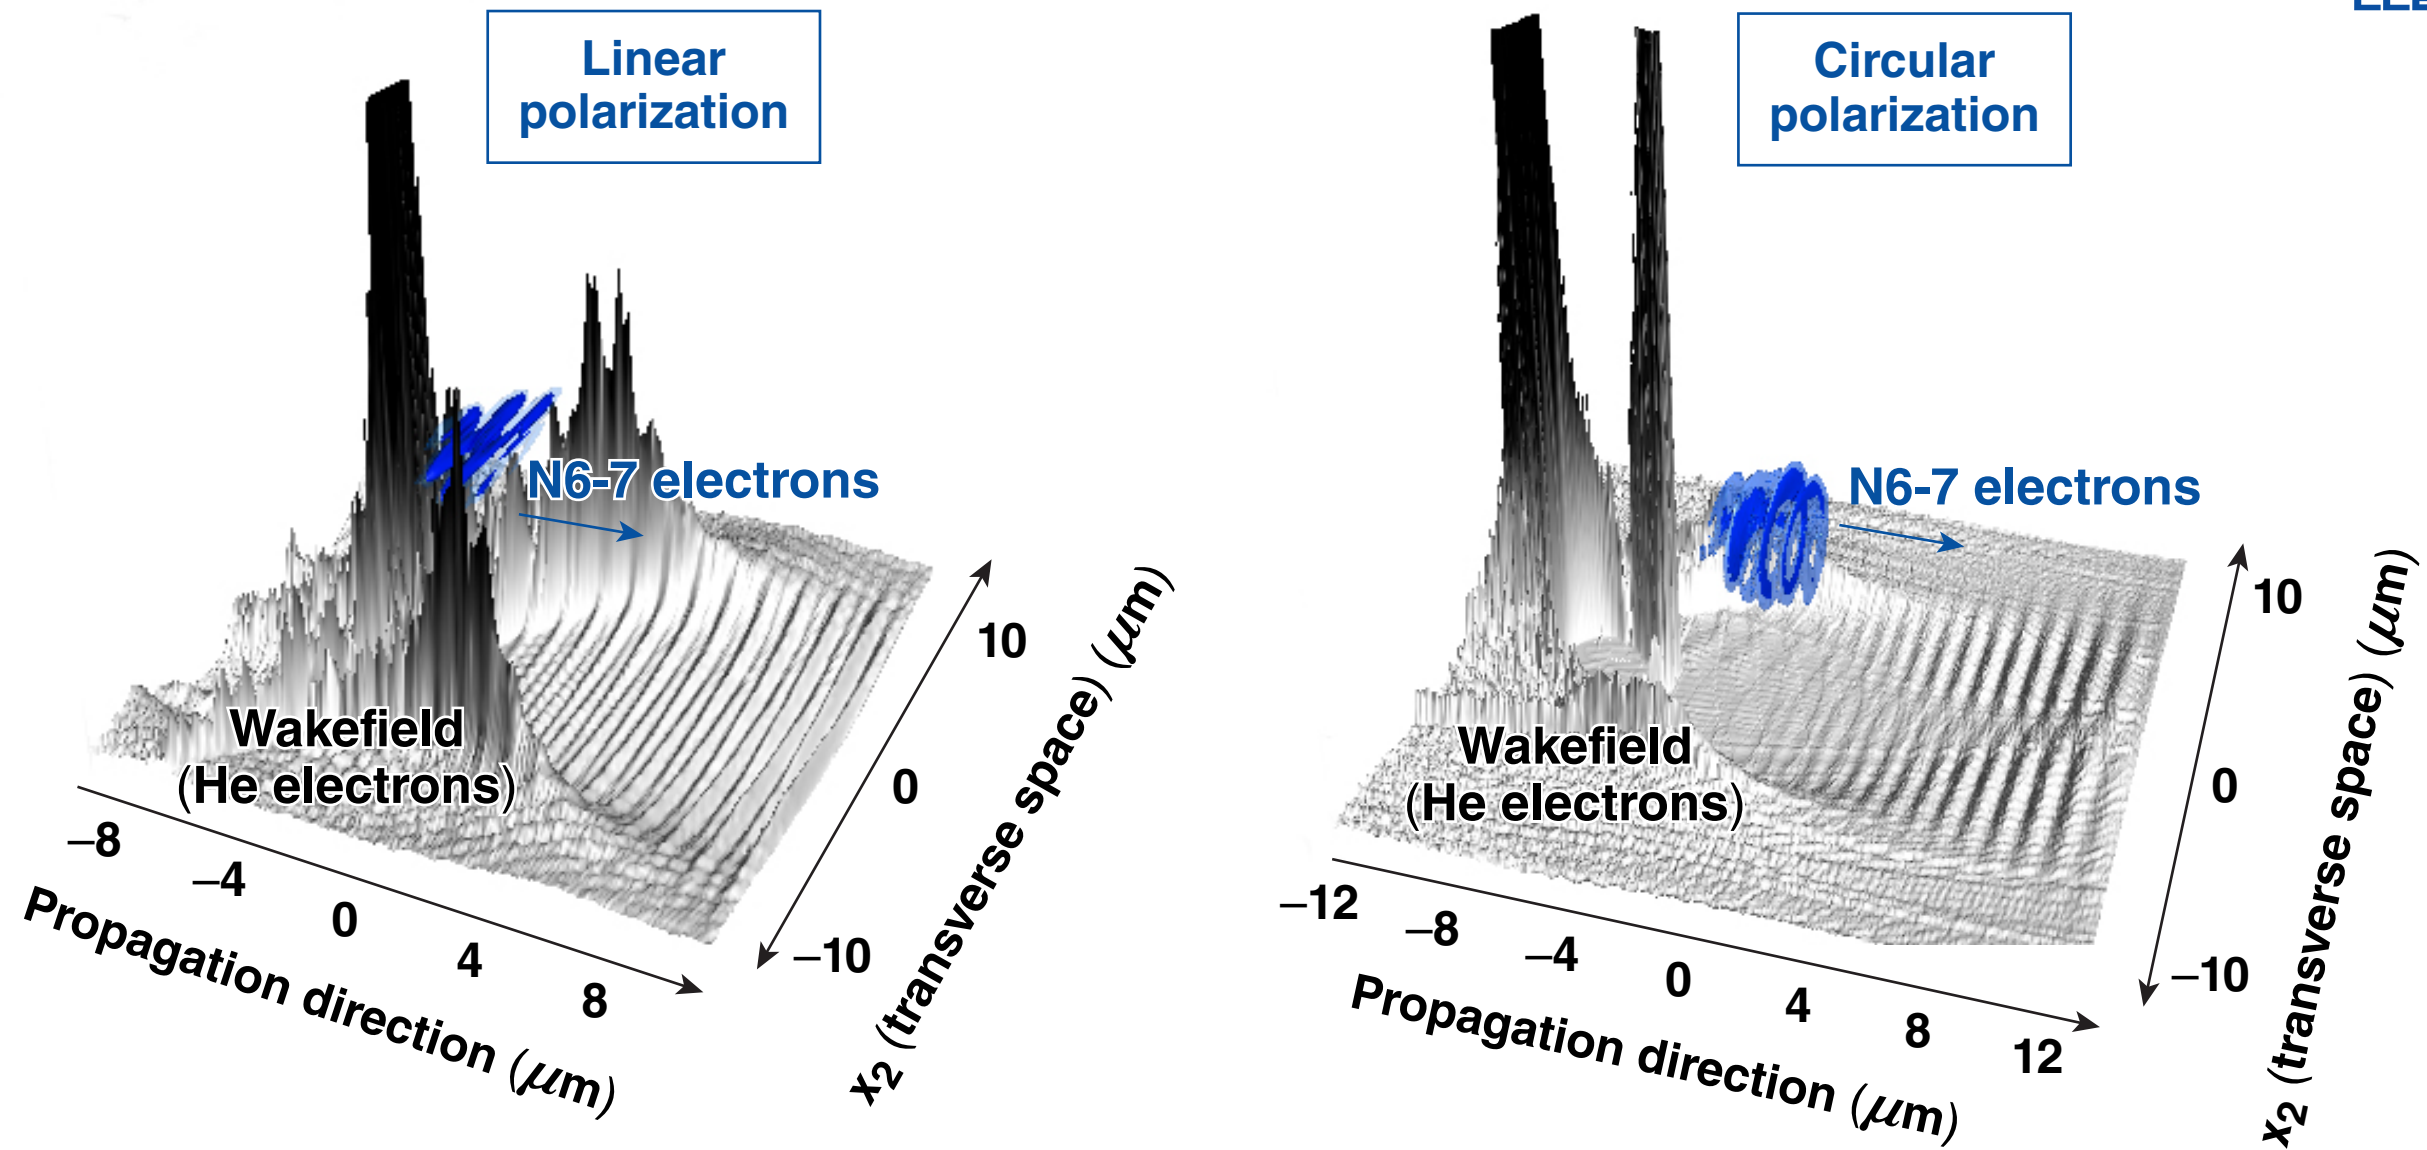 Linear
polarization
N6-7 electrons
Wakefield
(He electrons)
−8
−4
0
4
8
Propagation direction (μm)
10
0
−10
x2 (transverse space) (μm)
Circular
polarization
N6-7 electrons
Wakefield
(He electrons)
−12
−8
−4
0
4
8
12
Propagation direction (μm)
10
0
−10
x2 (transverse space) (μm)